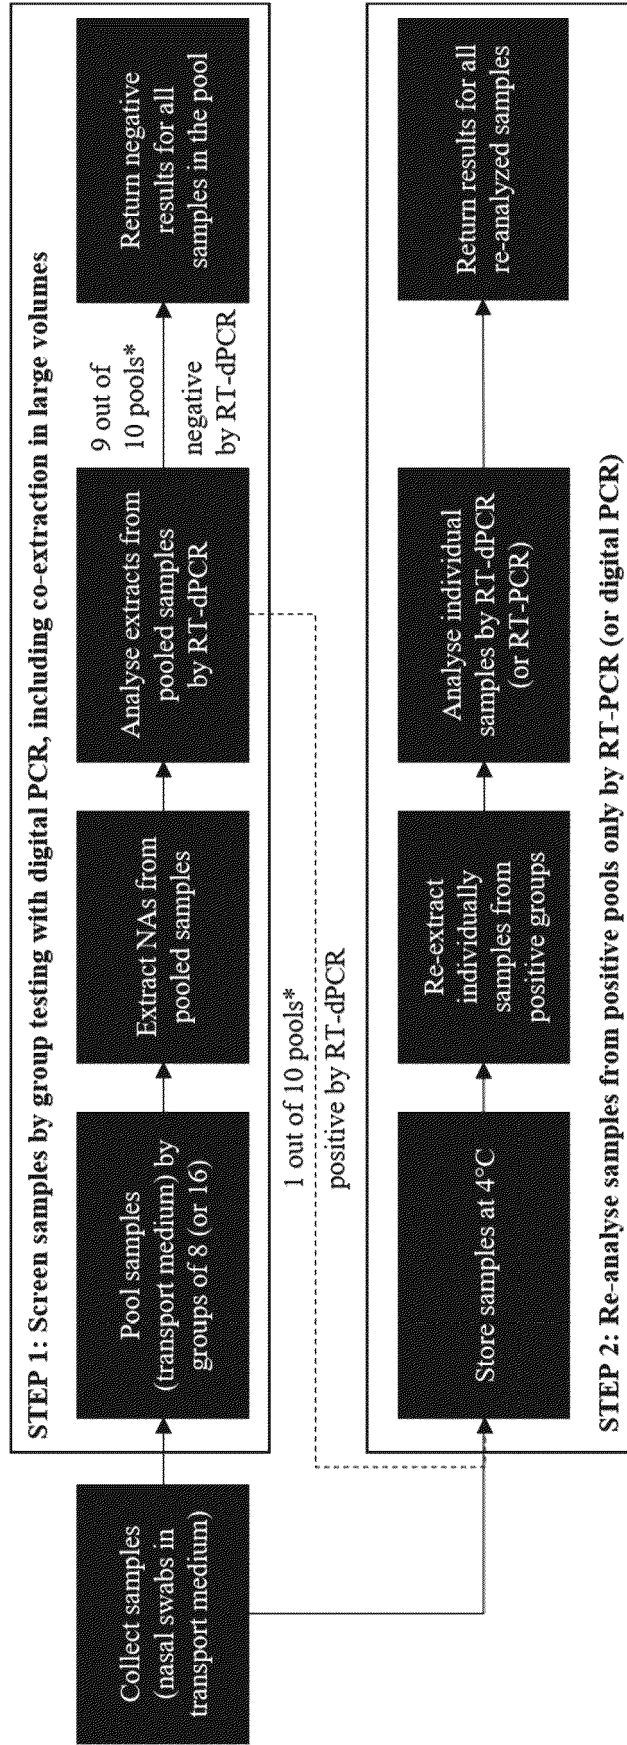 Collect samples
(nasal swabs in
transport medium)
STEP 1: Screen samples by group testing with digital PCR, including co-extraction in large volumes
Pool samples
(transport medium) by
groups of 8 (or 16)
Extract NAs from
pooled samples
Analyse extracts from
pooled samples
by RT-dPCR
9 out of
10 pools*
negative
by RT-dPCR
Return negative
results for all
samples in the pool
1 out of 10 pools*
positive by RT-dPCR
Store samples at 4°C
Re-extract
individually
samples from
positive groups
Analyse individual
samples by RT-dPCR
(or RT-PCR)
Return results for all
re-analyzed samples
STEP 2: Re-analyse samples from positive pools only by RT-PCR (or digital PCR)